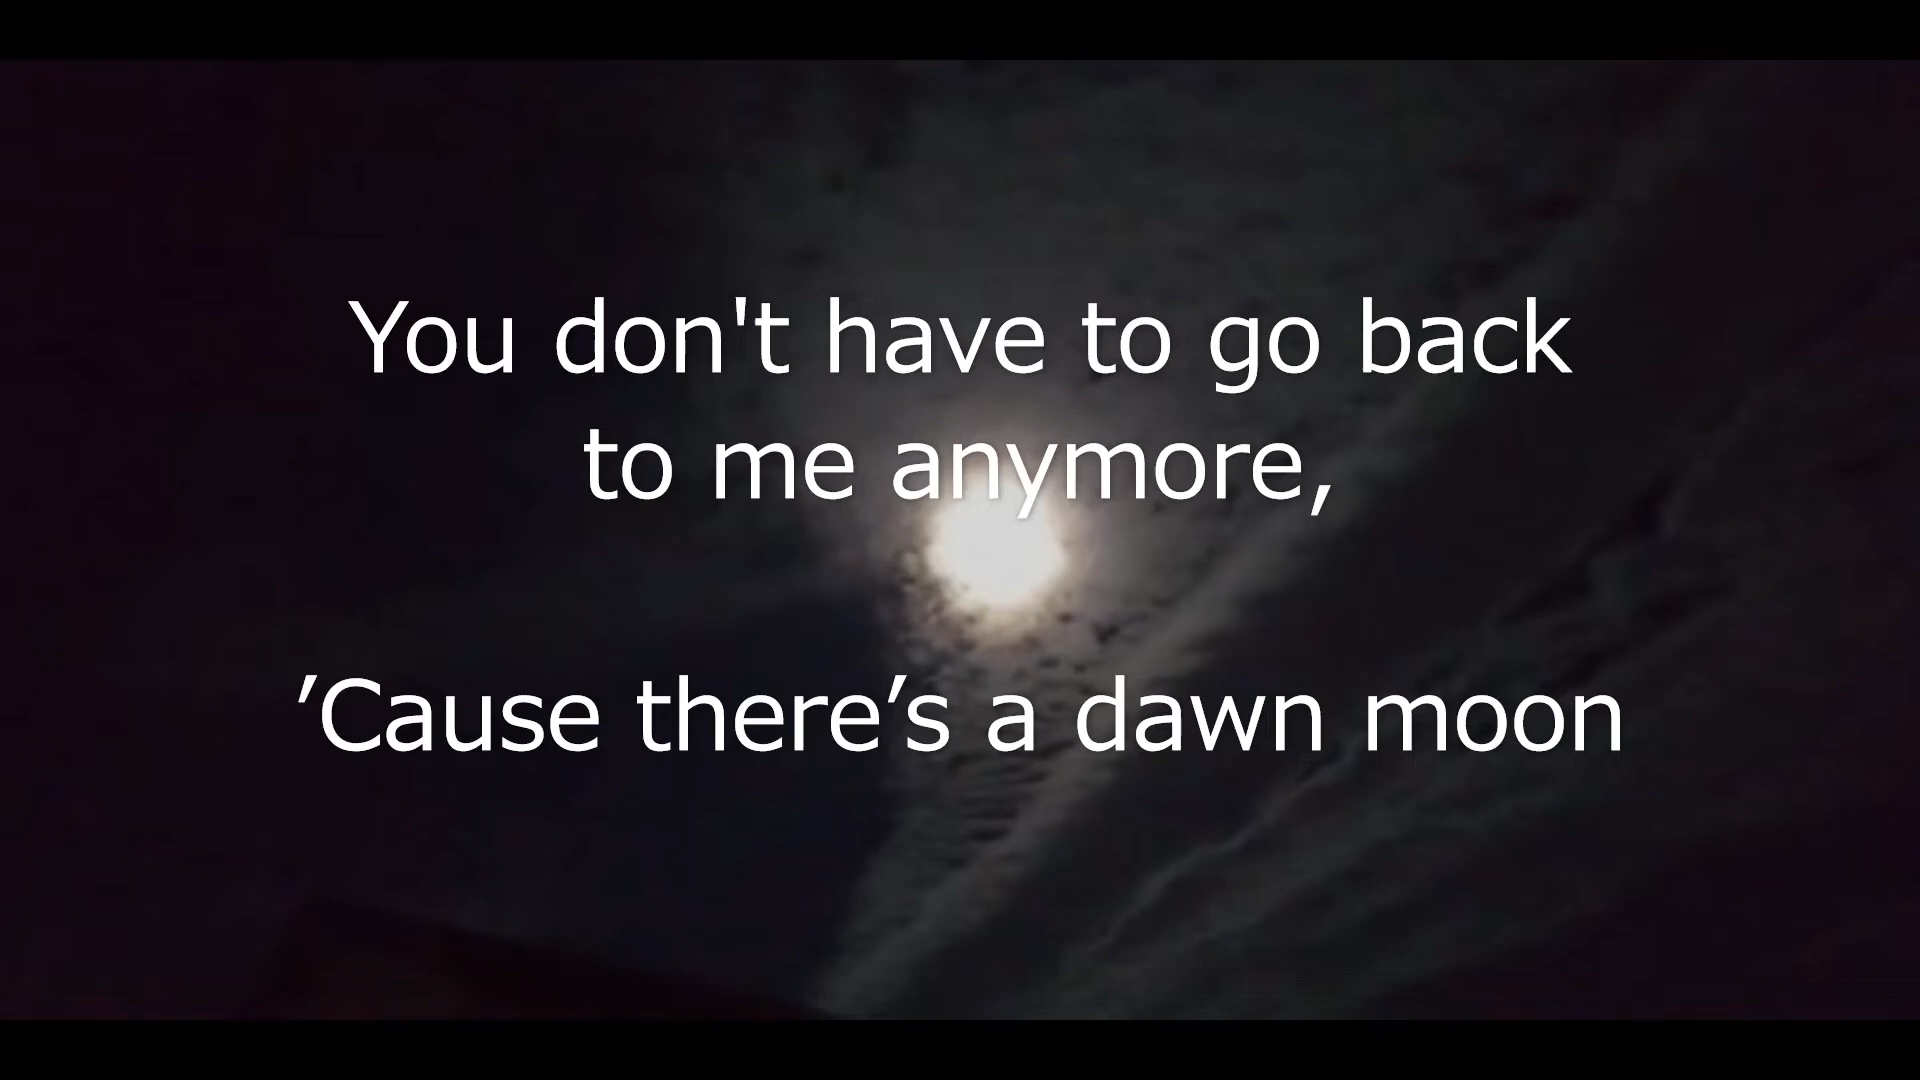 You don't have to go back
to me anymore,
’Cause there’s a dawn moon